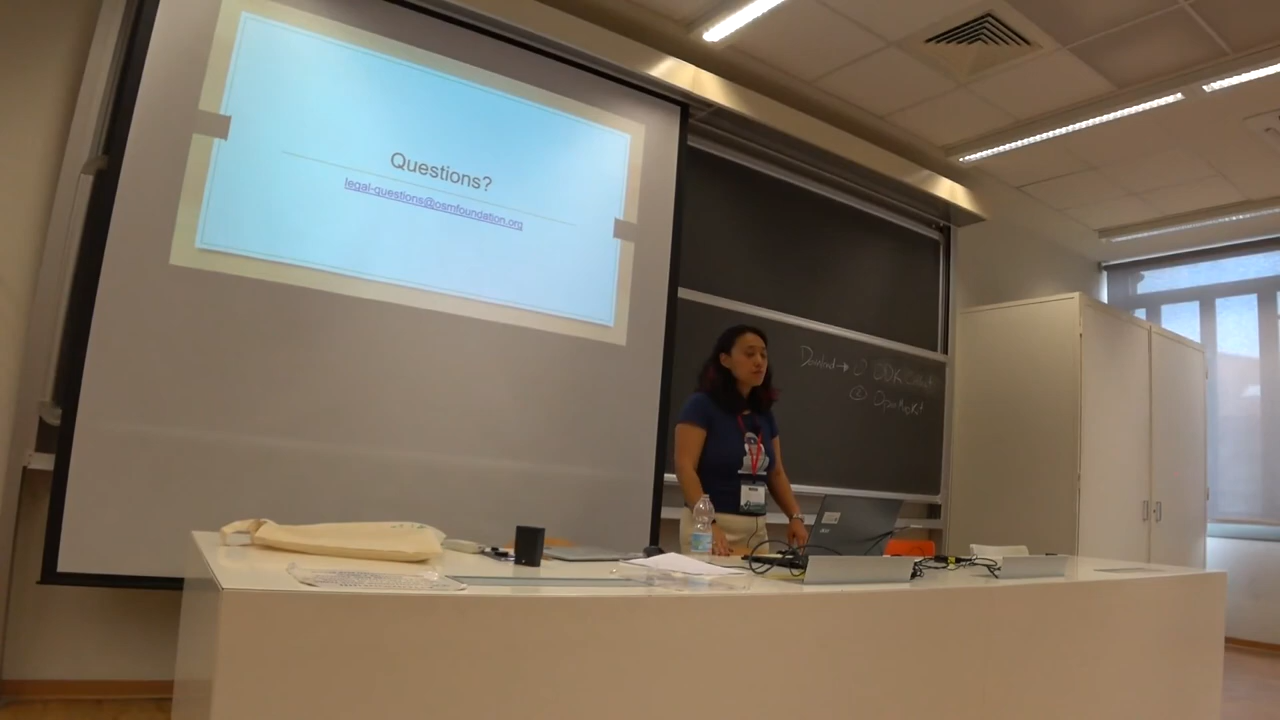 Questions?
legal-questions@osmfoundation.org
Download → ① ODK Collect
② OpenMapKit